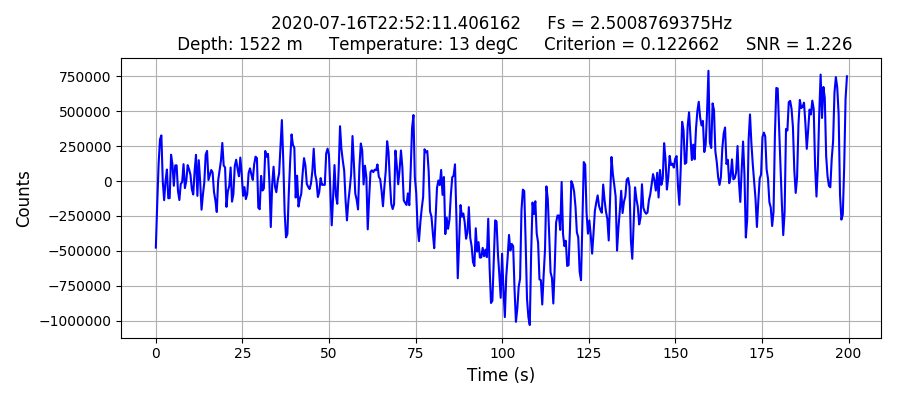 2020-07-16T22:52:11.406162 Fs = 2.5008769375Hz
Depth: 1522 m Temperature: 13 degC Criterion = 0.122662 SNR = 1.226
750000
500000
250000
0
−250000
−500000
−750000
−1000000
Counts
0 25 50 75 100 125 150 175 200
Time (s)